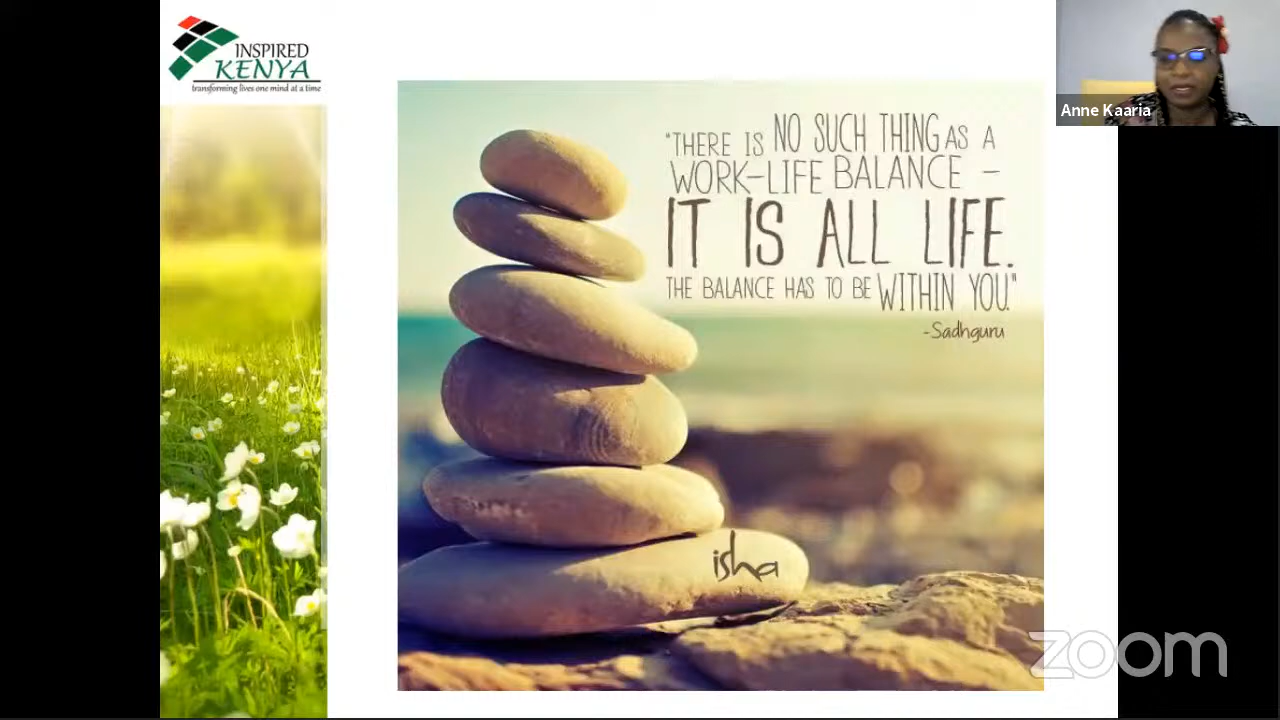 INSPIRED
KENYA
transforming lives one mind at a time
Anne Kaaria
"THERE IS NO SUCH THING AS A
WORK-LIFE BALANCE -
IT IS ALL LIFE.
THE BALANCE HAS TO BE WITHIN YOU."
-Sadhguru
isha
zoom